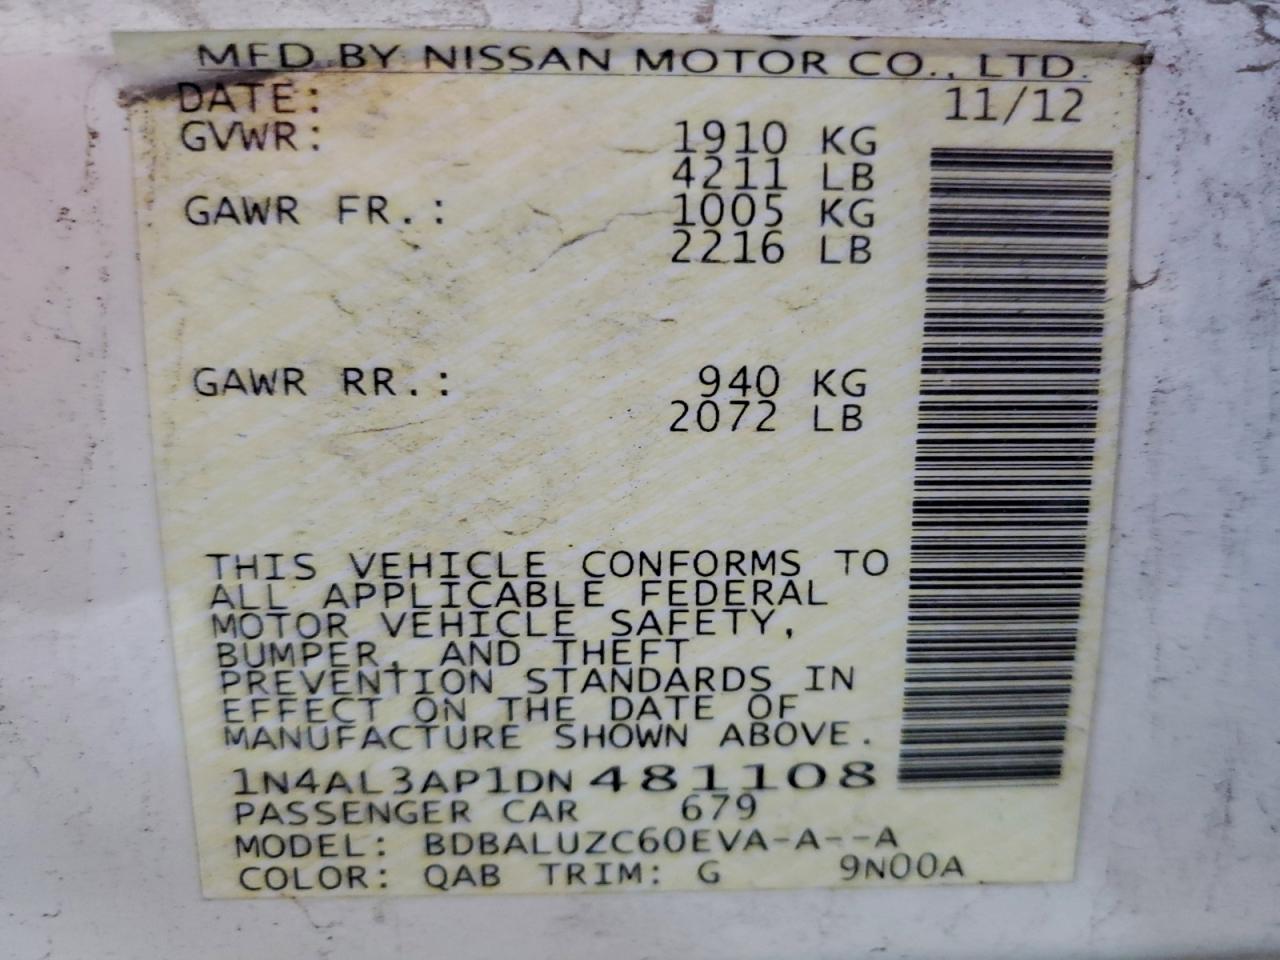 MFD BY NISSAN MOTOR CO., LTD.
DATE: 11/12
GVWR: 1910 KG
4211 LB
GAWR FR.: 1005 KG
2216 LB
GAWR RR.: 940 KG
2072 LB
THIS VEHICLE CONFORMS TO
ALL APPLICABLE FEDERAL
MOTOR VEHICLE SAFETY,
BUMPER, AND THEFT
PREVENTION STANDARDS IN
EFFECT ON THE DATE OF
MANUFACTURE SHOWN ABOVE.
1N4AL3AP1DN481108
PASSENGER CAR 679
MODEL: BDBALUZC60EVA-A--A
COLOR: QAB TRIM: G 9N00A